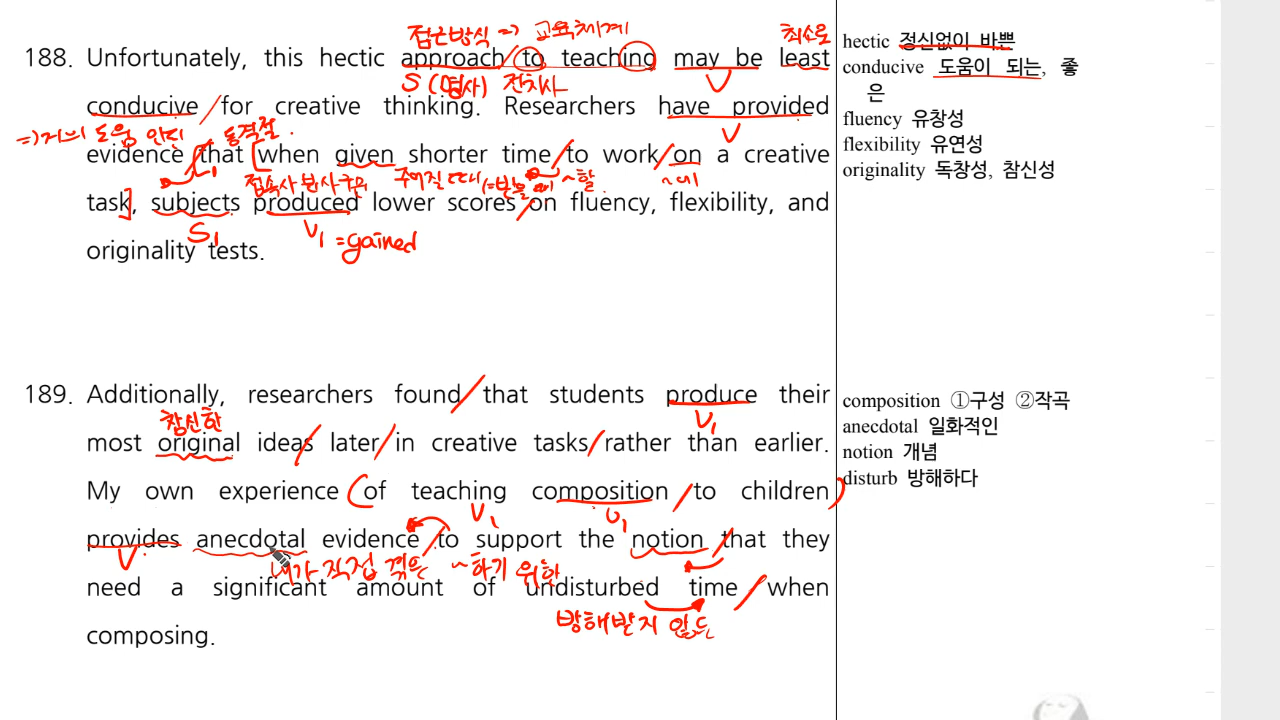 접근방식 => 교육체계
최소로
188. Unfortunately, this hectic approach to teaching may be least
S (명사) 전치사 V
conducive for creative thinking. Researchers have provided
=>거의 도움 안된 동격절. V
evidence that when given shorter time to work on a creative
접속사 분사구문 주어질 때 ~할 ~에
task, subjects produced lower scores on fluency, flexibility, and
S1 V1 =gained
originality tests.
189. Additionally, researchers found that students produce their
참신한 V1
most original ideas later in creative tasks rather than earlier.
My own experience of teaching composition to children
V1 O1
provides anecdotal evidence to support the notion that they
V 내가 직접 겪은 ~하기 위한
need a significant amount of undisturbed time when
방해받지 않는
composing.
hectic 정신없이 바쁜
conducive 도움이 되는, 좋
은
fluency 유창성
flexibility 유연성
originality 독창성, 참신성
composition ①구성 ②작곡
anecdotal 일화적인
notion 개념
disturb 방해하다